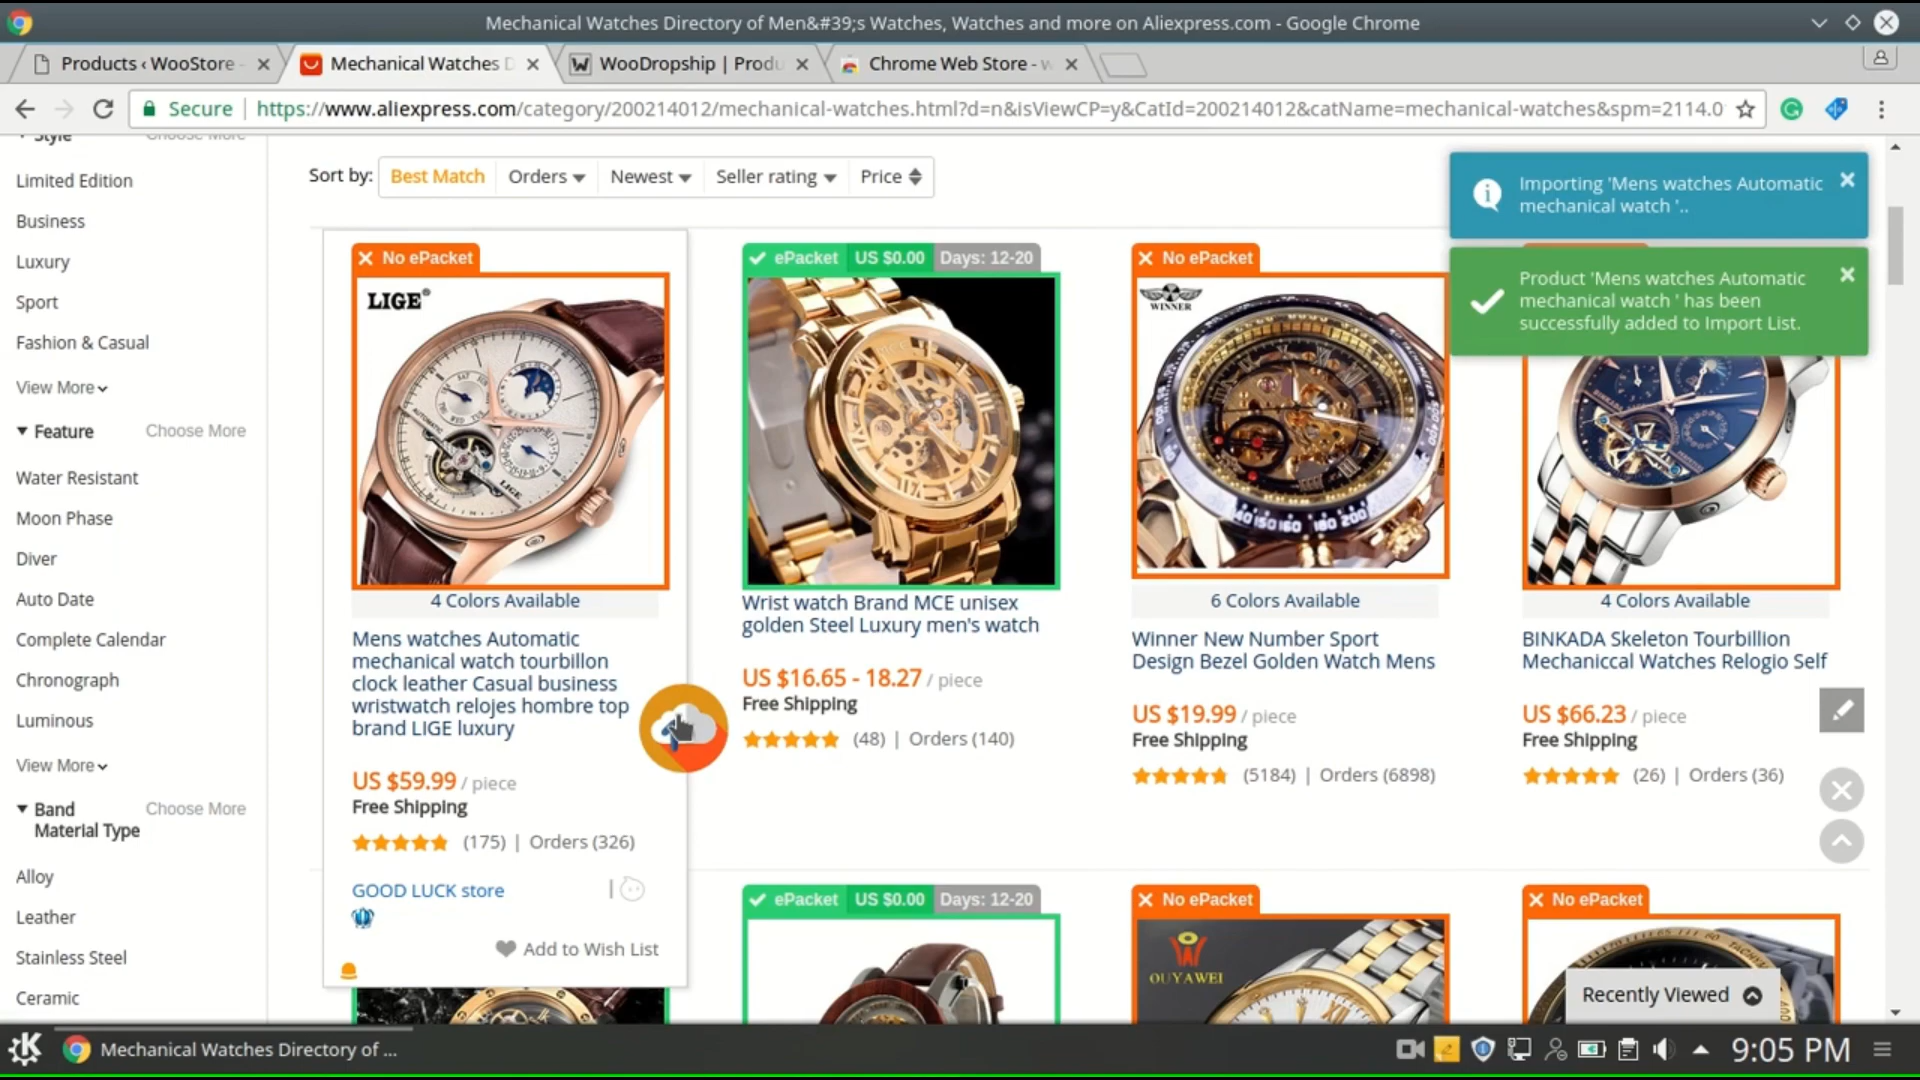 Mechanical Watches Directory of Men&#39;s Watches, Watches and more on Aliexpress.com - Google Chrome
Products ‹ WooStore -
Mechanical Watches D
WooDropship | Produ
Chrome Web Store - w
Secure
https://www.aliexpress.com/category/200214012/mechanical-watches.html?d=n&isViewCP=y&CatId=200214012&catName=mechanical-watches&spm=2114.0
Style
Choose More
Limited Edition
Business
Luxury
Sport
Fashion & Casual
View More
Feature
Choose More
Water Resistant
Moon Phase
Diver
Auto Date
Complete Calendar
Chronograph
Luminous
View More
Band
Material Type
Choose More
Alloy
Leather
Stainless Steel
Ceramic
Sort by:
Best Match
Orders
Newest
Seller rating
Price
Importing 'Mens watches Automatic
mechanical watch '..
Product 'Mens watches Automatic
mechanical watch ' has been
successfully added to Import List.
No ePacket
LIGE®
AUTOMATIC
LIGE
4 Colors Available
Mens watches Automatic
mechanical watch tourbillon
clock leather Casual business
wristwatch relojes hombre top
brand LIGE luxury
US $59.99 / piece
Free Shipping
(175) | Orders (326)
GOOD LUCK store
Add to Wish List
ePacket
US $0.00
Days: 12-20
Wrist watch Brand MCE unisex
golden Steel Luxury men's watch
US $16.65 - 18.27 / piece
Free Shipping
(48) | Orders (140)
No ePacket
WINNER
6 Colors Available
Winner New Number Sport
Design Bezel Golden Watch Mens
US $19.99 / piece
Free Shipping
(5184) | Orders (6898)
BINKADA
4 Colors Available
BINKADA Skeleton Tourbillion
Mechaniccal Watches Relogio Self
US $66.23 / piece
Free Shipping
(26) | Orders (36)
ePacket
US $0.00
Days: 12-20
No ePacket
OUYAWEI
No ePacket
Recently Viewed
Mechanical Watches Directory of ...
9:05 PM